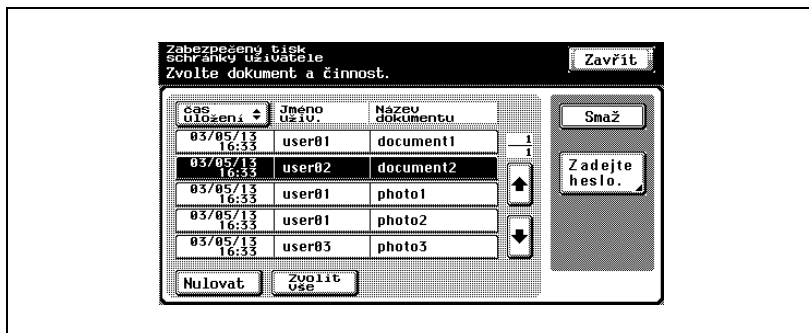 Zabezpečený tisk
schránky uživatele
Zvolte dokument a činnost.
Zavřít
čas
uložení
Jméno
uživ.
Název
dokumentu
Smaž
03/05/13
16:33
user01
document1
1
1
03/05/13
16:33
user02
document2
Zadejte
heslo.
03/05/13
16:33
user01
photo1
03/05/13
16:33
user01
photo2
03/05/13
16:33
user03
photo3
Nulovat
Zvolit
vše